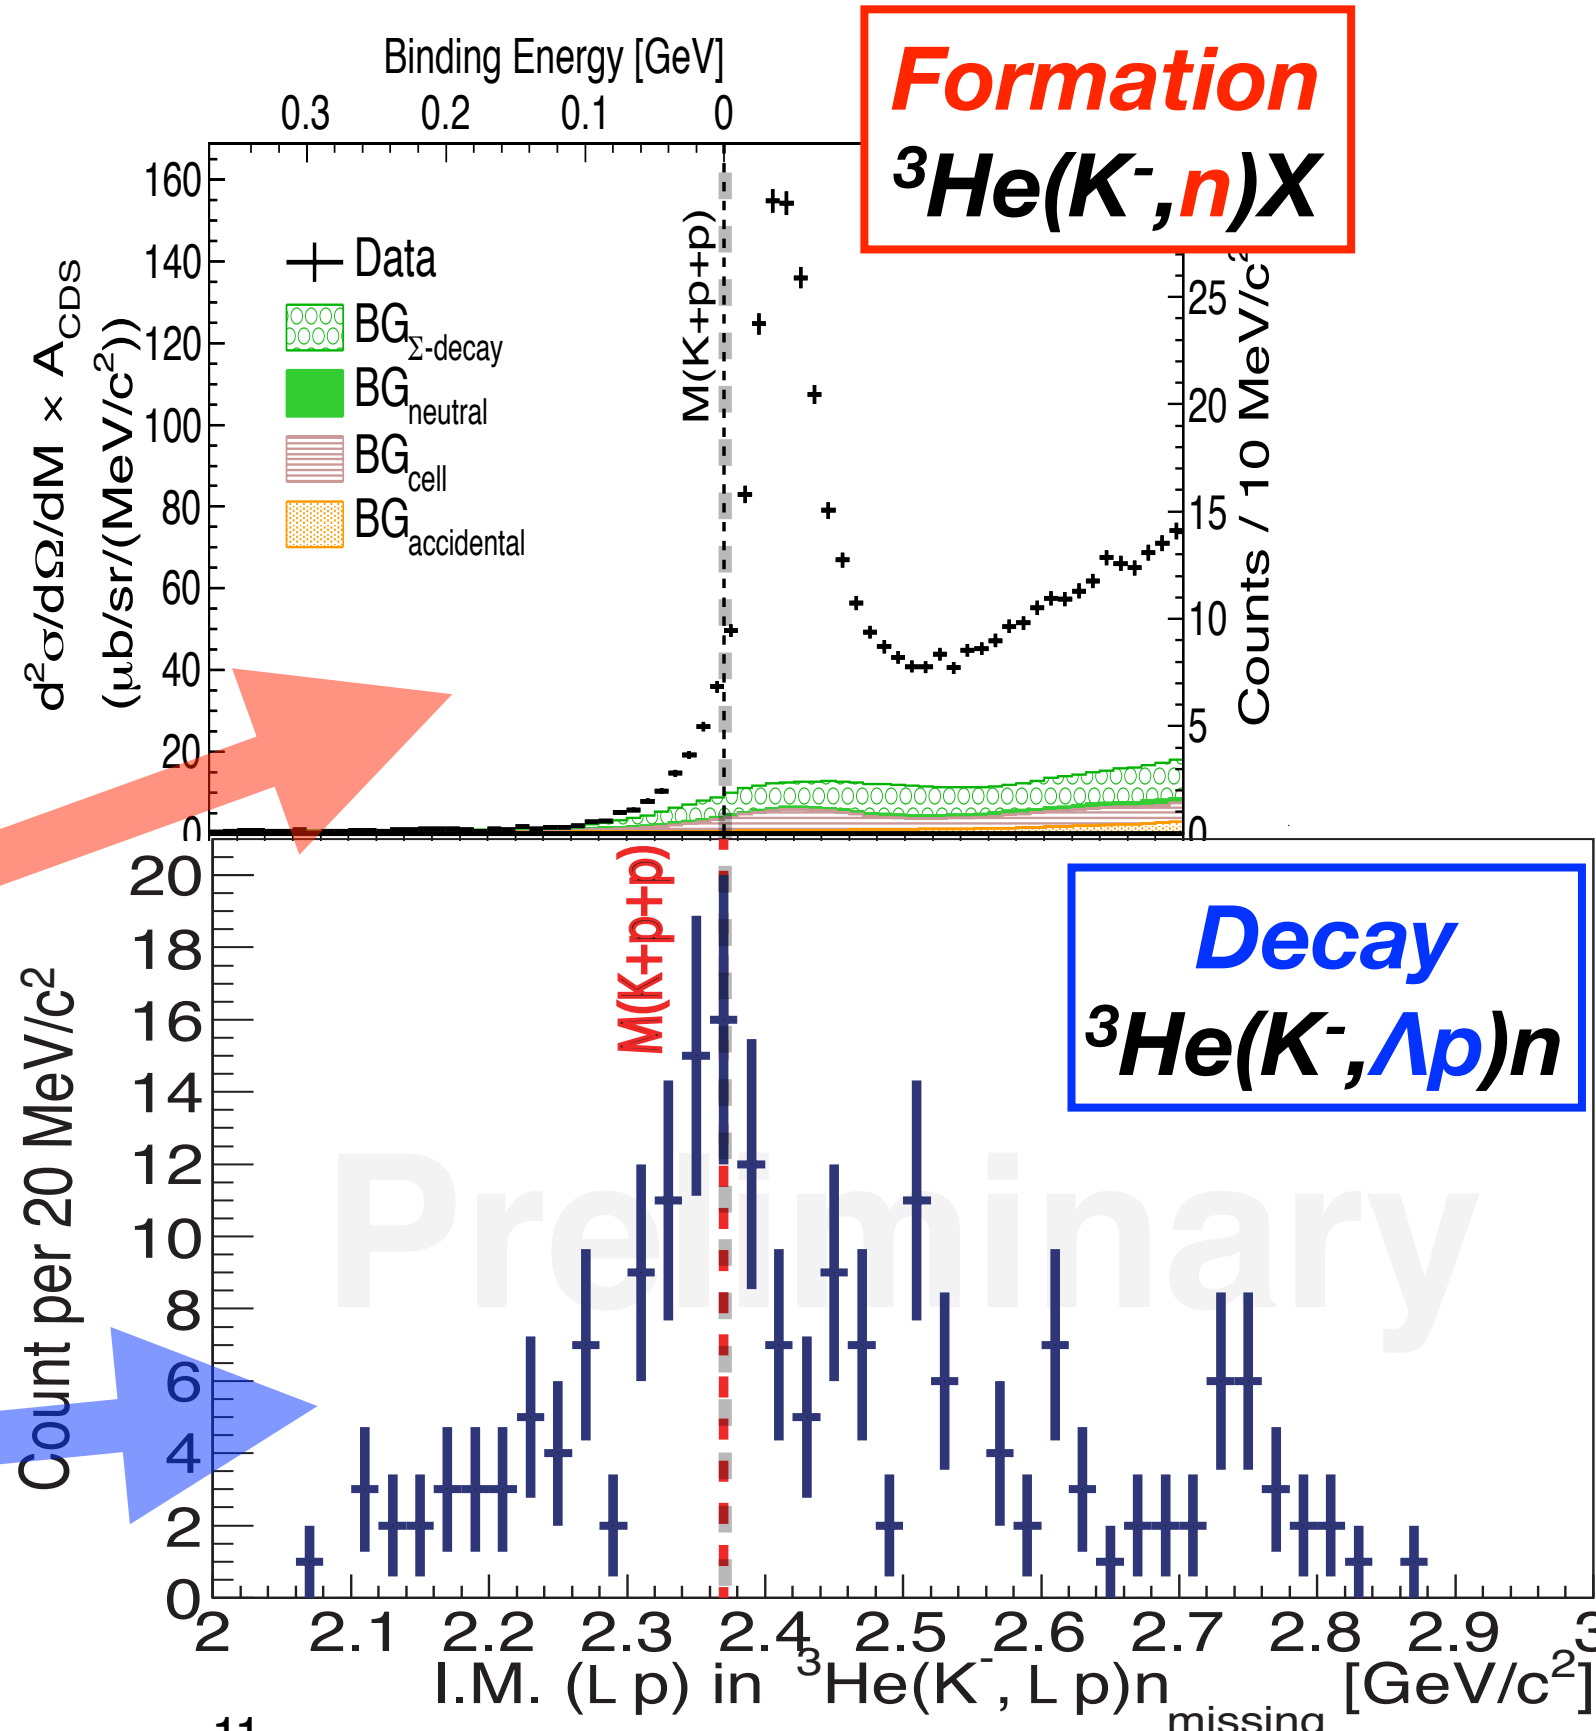 Binding Energy [GeV]
0.3 0.2 0.1 0
Formation
³He(K⁻,n)X
160
140
120
100
80
60
40
20
0
d²σ/dΩ/dM × A_CDS
(μb/sr/(MeV/c²))
Data
BG_Σ-decay
BG_neutral
BG_cell
BG_accidental
M(K+p+p)
25
20
15
10
5
0
Counts / 10 MeV/c²
M(K+p+p)
Decay
³He(K⁻,Λp)n
Preliminary
20
18
16
14
12
10
8
6
4
2
0
Count per 20 MeV/c²
2 2.1 2.2 2.3 2.4 2.5 2.6 2.7 2.8 2.9 3
I.M. (L p) in ³He(K⁻, L p)n_missing [GeV/c²]
11